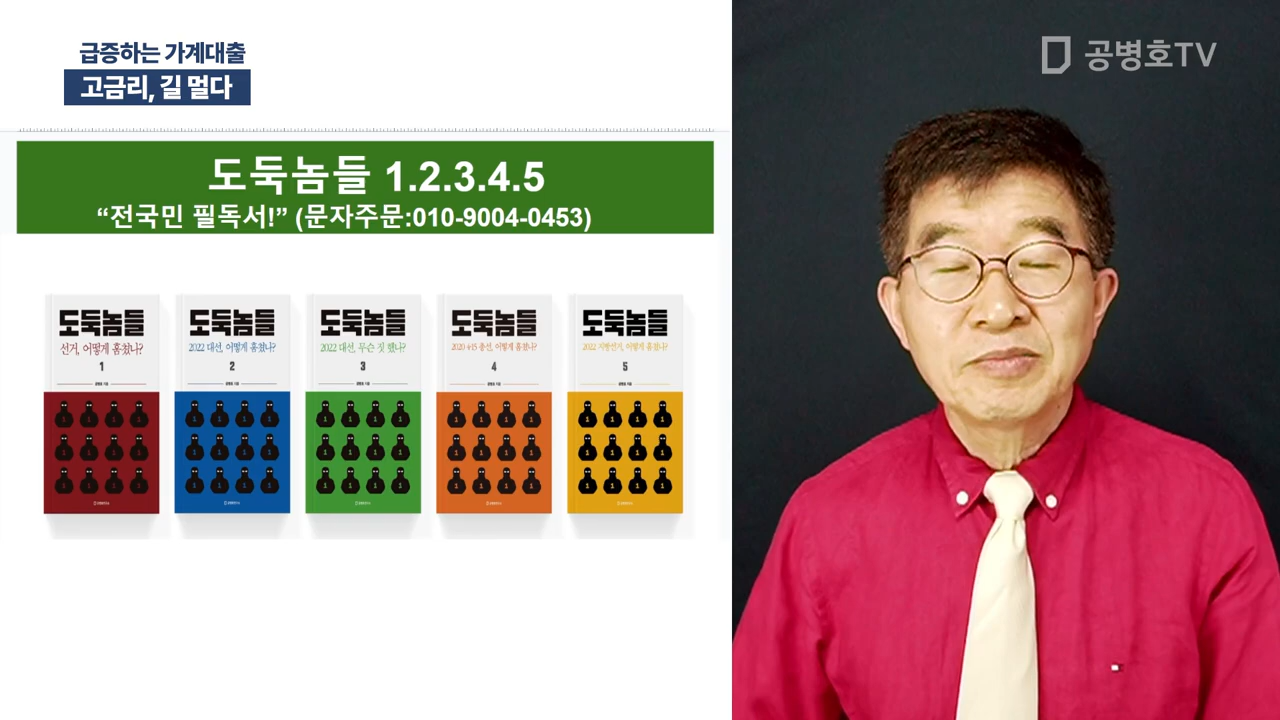 급증하는 가계대출
고금리, 길 멀다
공병호TV
도둑놈들 1.2.3.4.5
“전국민 필독서!” (문자주문:010-9004-0453)
도둑놈들
선거, 어떻게 훔쳤나?
1
도둑놈들
2022 대선, 어떻게 훔쳤나?
2
도둑놈들
2022 대선, 무슨 짓 했나?
3
도둑놈들
2020 4·15 총선, 어떻게 훔쳤나?
4
도둑놈들
2022 지방선거, 어떻게 훔쳤나?
5